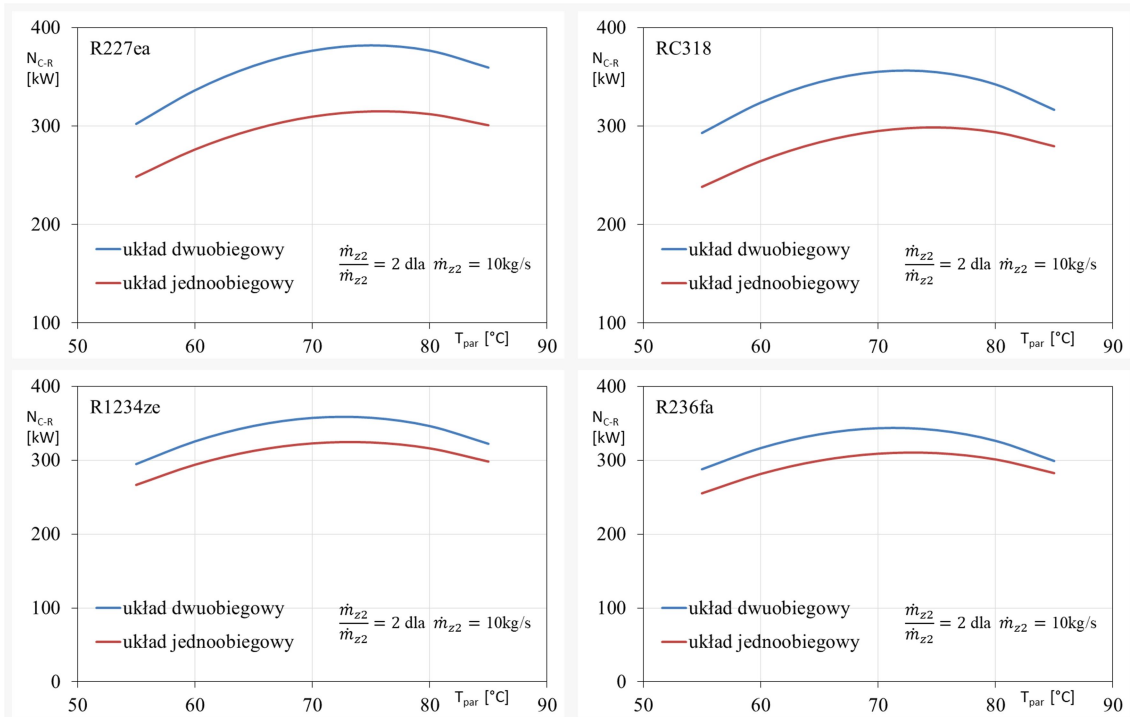 R227ea
N_C-R
[kW]
400
300
200
100
układ dwuobiegowy
układ jednoobiegowy
ṁ_z2/ṁ_z2 = 2 dla ṁ_z2 = 10kg/s
50 60 70 80 90
T_par [°C]
RC318
N_C-R
[kW]
400
300
200
100
układ dwuobiegowy
układ jednoobiegowy
ṁ_z2/ṁ_z2 = 2 dla ṁ_z2 = 10kg/s
50 60 70 80 90
T_par [°C]
R1234ze
N_C-R
[kW]
400
300
200
100
0
układ dwuobiegowy
układ jednoobiegowy
ṁ_z2/ṁ_z2 = 2 dla ṁ_z2 = 10kg/s
50 60 70 80 90
T_par [°C]
R236fa
N_C-R
[kW]
400
300
200
100
0
układ dwuobiegowy
układ jednoobiegowy
ṁ_z2/ṁ_z2 = 2 dla ṁ_z2 = 10kg/s
50 60 70 80 90
T_par [°C]